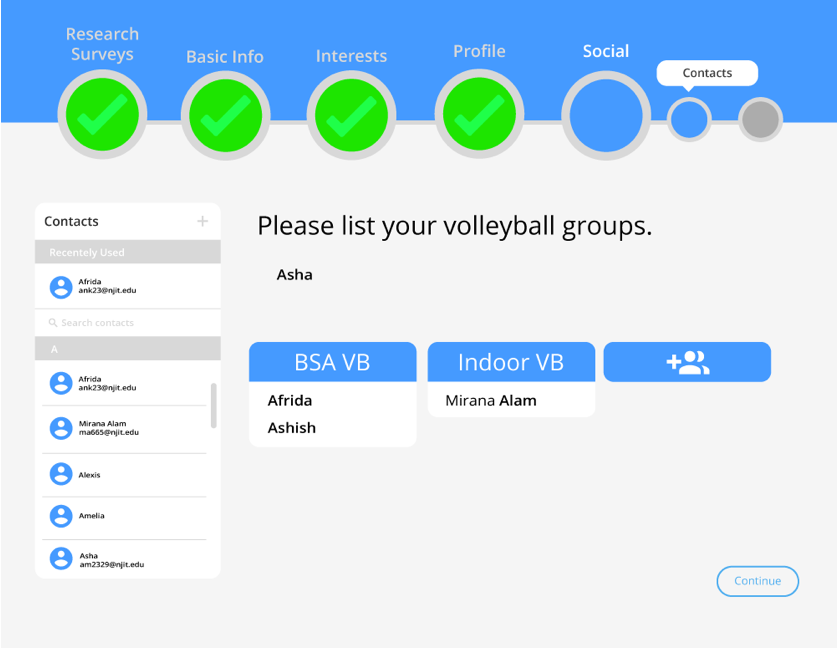 Research
Surveys
Basic Info
Interests
Profile
Social
Contacts
Contacts
Recentely Used
Afrida
ank23@njit.edu
Search contacts
A
Afrida
ank23@njit.edu
Mirana Alam
ma665@njit.edu
Alexis
Amelia
Asha
am2329@njit.edu
Please list your volleyball groups.
Asha
BSA VB
Afrida
Ashish
Indoor VB
Mirana Alam
Continue